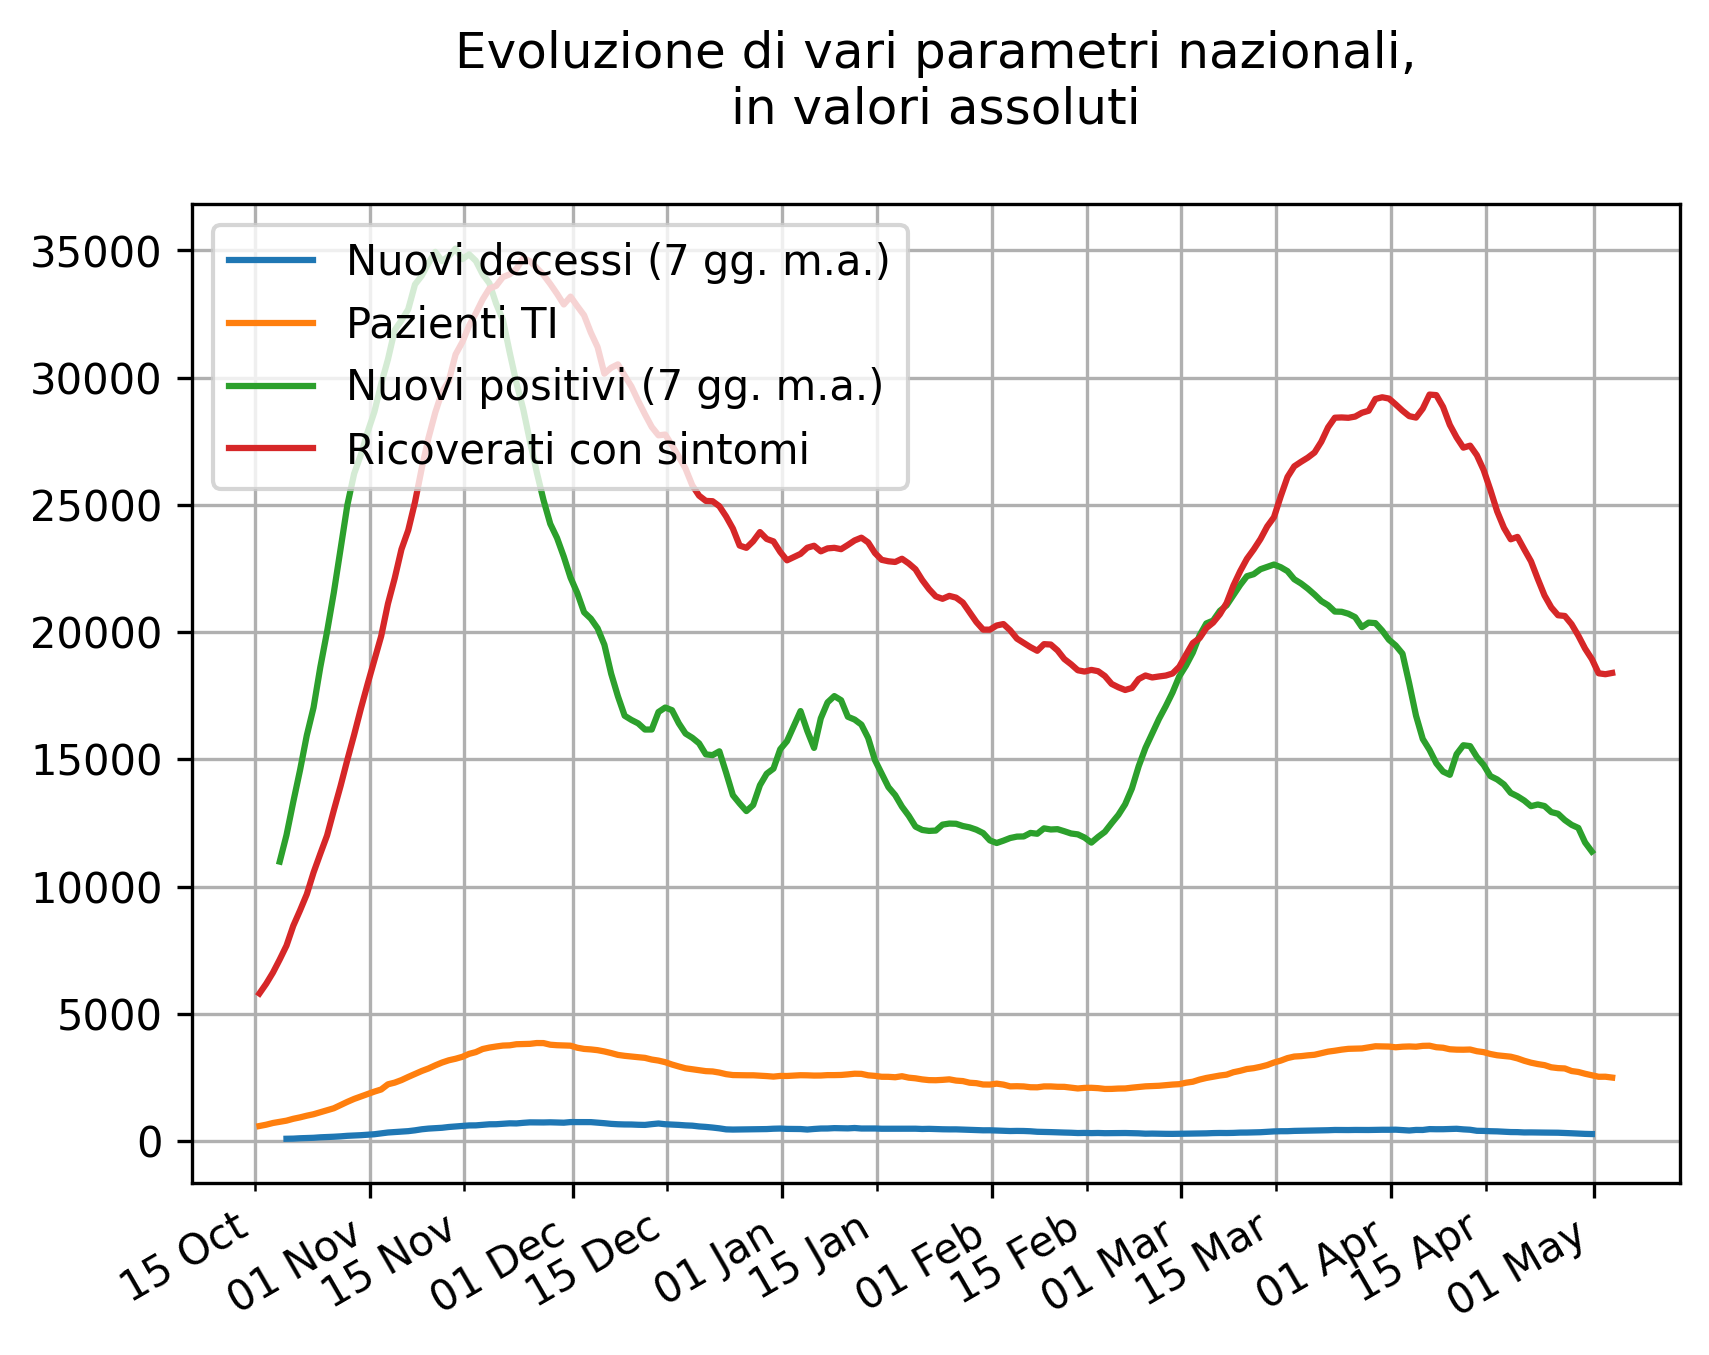 Evoluzione di vari parametri nazionali,
in valori assoluti
35000
30000
25000
20000
15000
10000
5000
0
Nuovi decessi (7 gg. m.a.)
Pazienti TI
Nuovi positivi (7 gg. m.a.)
Ricoverati con sintomi
15 Oct
01 Nov
15 Nov
01 Dec
15 Dec
01 Jan
15 Jan
01 Feb
15 Feb
01 Mar
15 Mar
01 Apr
15 Apr
01 May